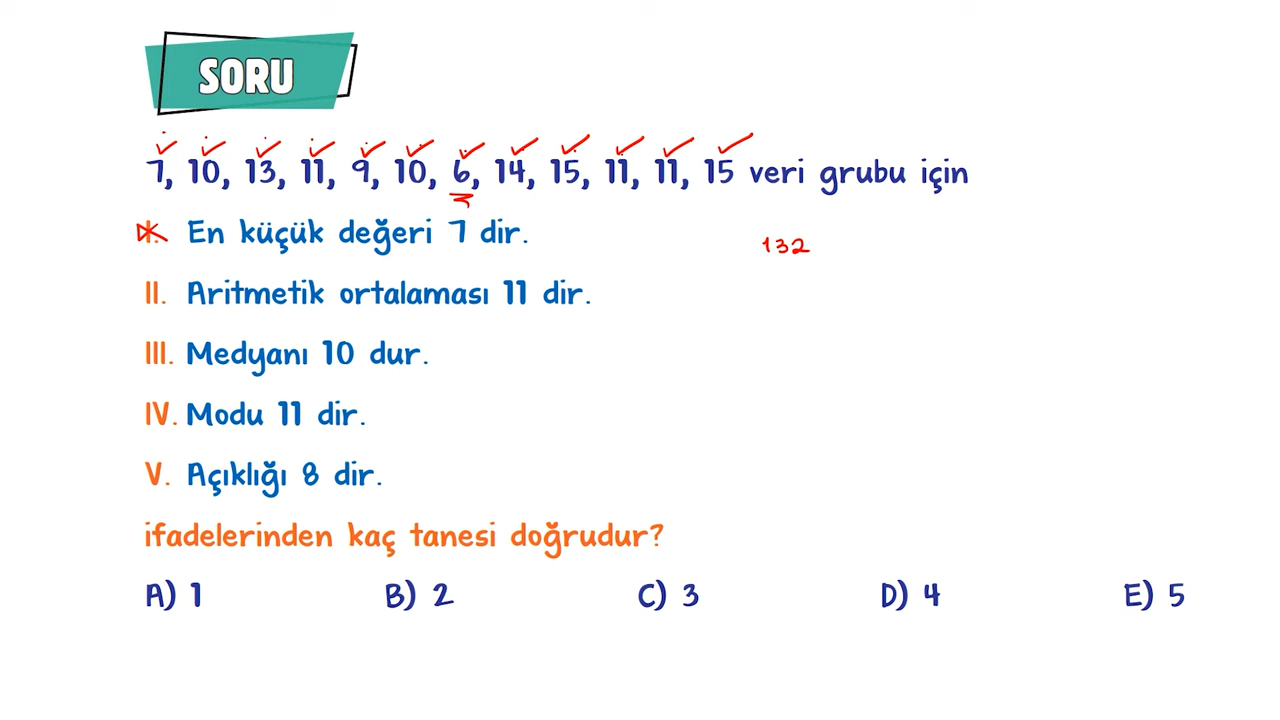 SORU
7, 10, 13, 11, 9, 10, 6, 14, 15, 11, 11, 15 veri grubu için
I. En küçük değeri 7 dir.
132
II. Aritmetik ortalaması 11 dir.
III. Medyanı 10 dur.
IV. Modu 11 dir.
V. Açıklığı 8 dir.
ifadelerinden kaç tanesi doğrudur?
A) 1 B) 2 C) 3 D) 4 E) 5